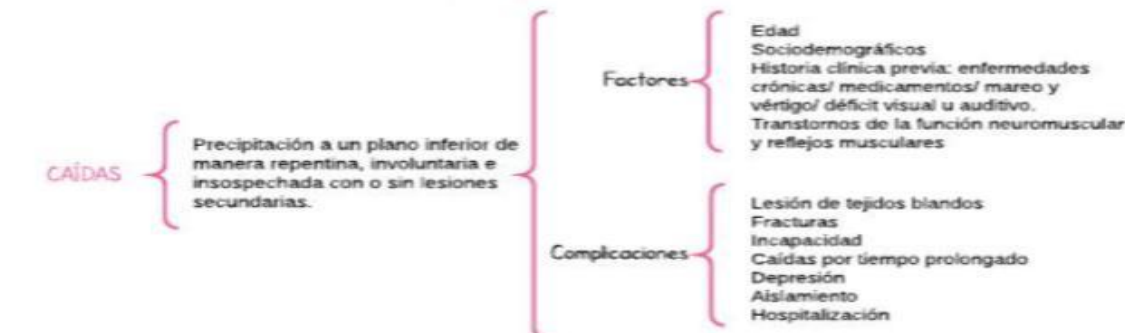 CAÍDAS
Precipitación a un plano inferior de
manera repentina, involuntaria e
insospechada con o sin lesiones
secundarias.
Factores
Edad
Sociodemográficos
Historia clínica previa: enfermedades
crónicas/ medicamentos/ mareo y
vértigo/ déficit visual u auditivo.
Transtornos de la función neuromuscular
y reflejos musculares
Complicaciones
Lesión de tejidos blandos
Fracturas
Incapacidad
Caídas por tiempo prolongado
Depresión
Aislamiento
Hospitalización